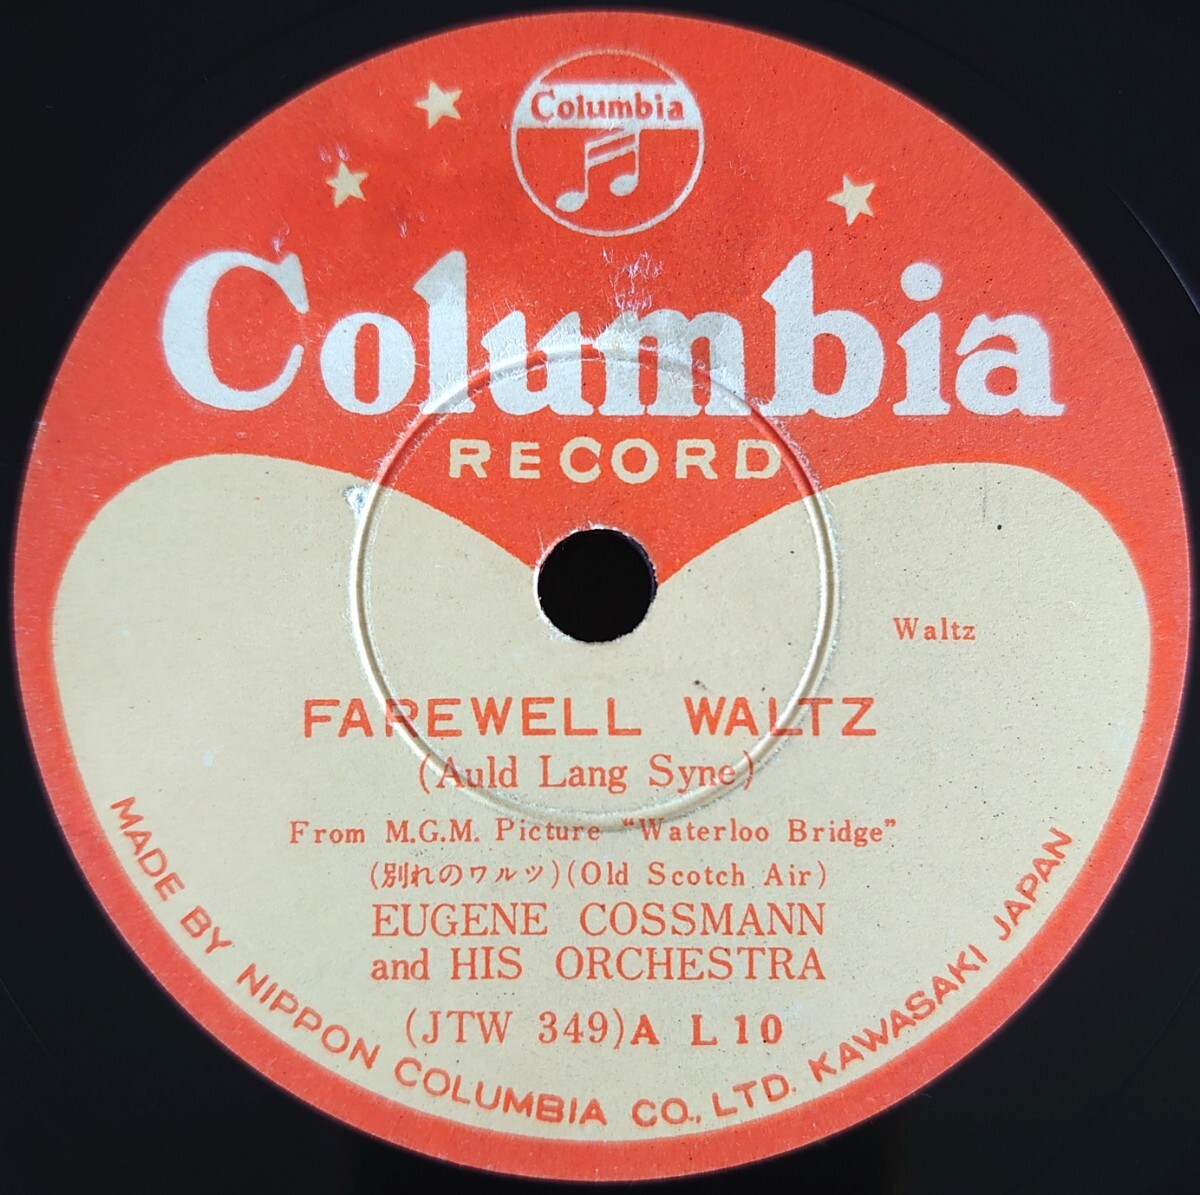 Columbia
Columbia
RECORD
Waltz
FAREWELL WALTZ
(Auld Lang Syne)
From M.G.M. Picture "Waterloo Bridge"
(別れのワルツ)(Old Scotch Air)
EUGENE COSSMANN
and HIS ORCHESTRA
(JTW 349)A L10
MADE BY NIPPON COLUMBIA CO., LTD. KAWASAKI JAPAN